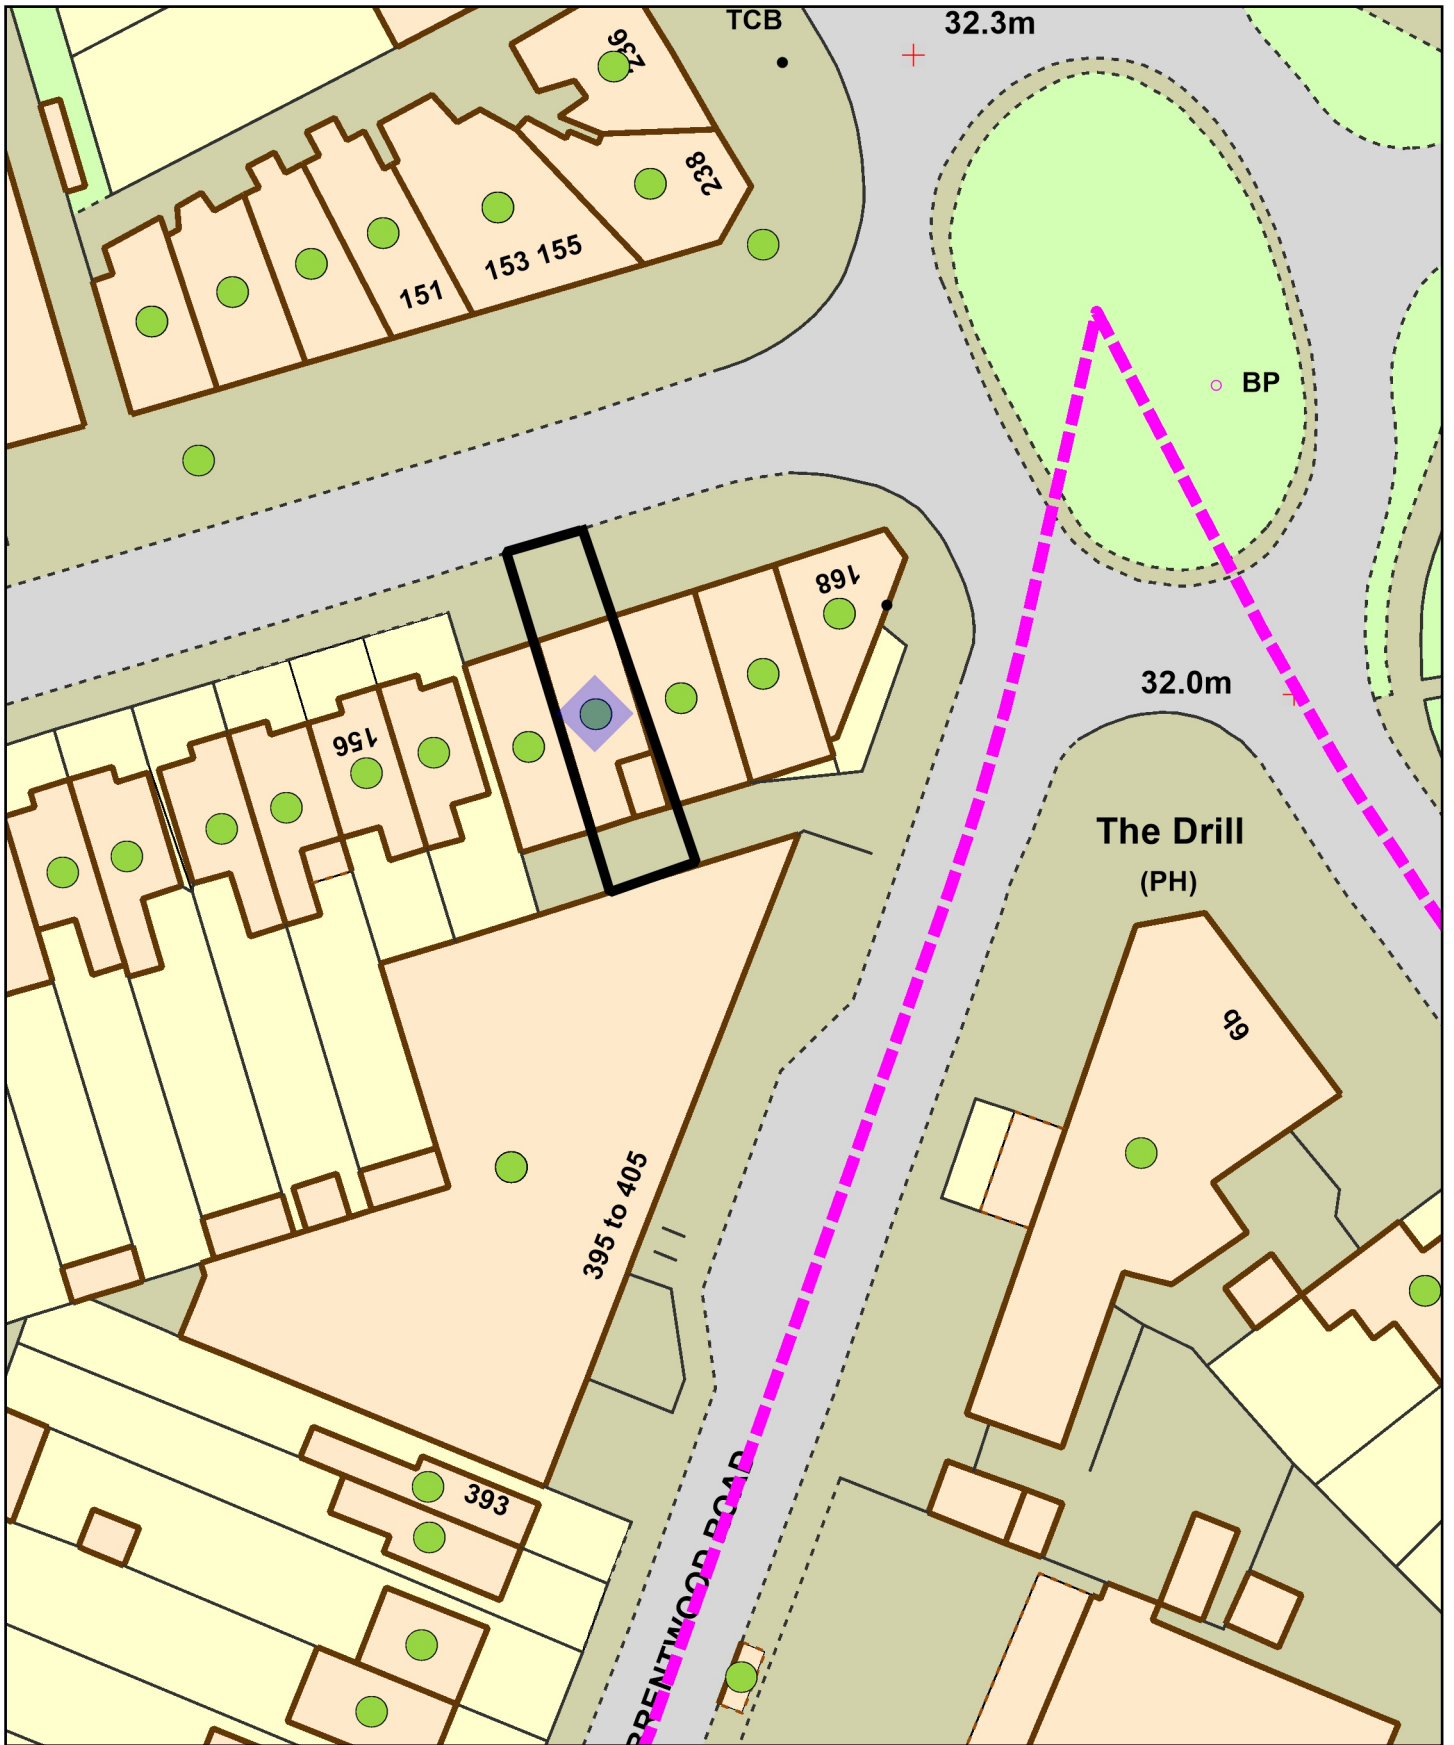 TCB
32.3m
236
238
153 155
151
BP
168
156
32.0m
The Drill
(PH)
9b
395 to 405
393
BRENTWOOD ROAD